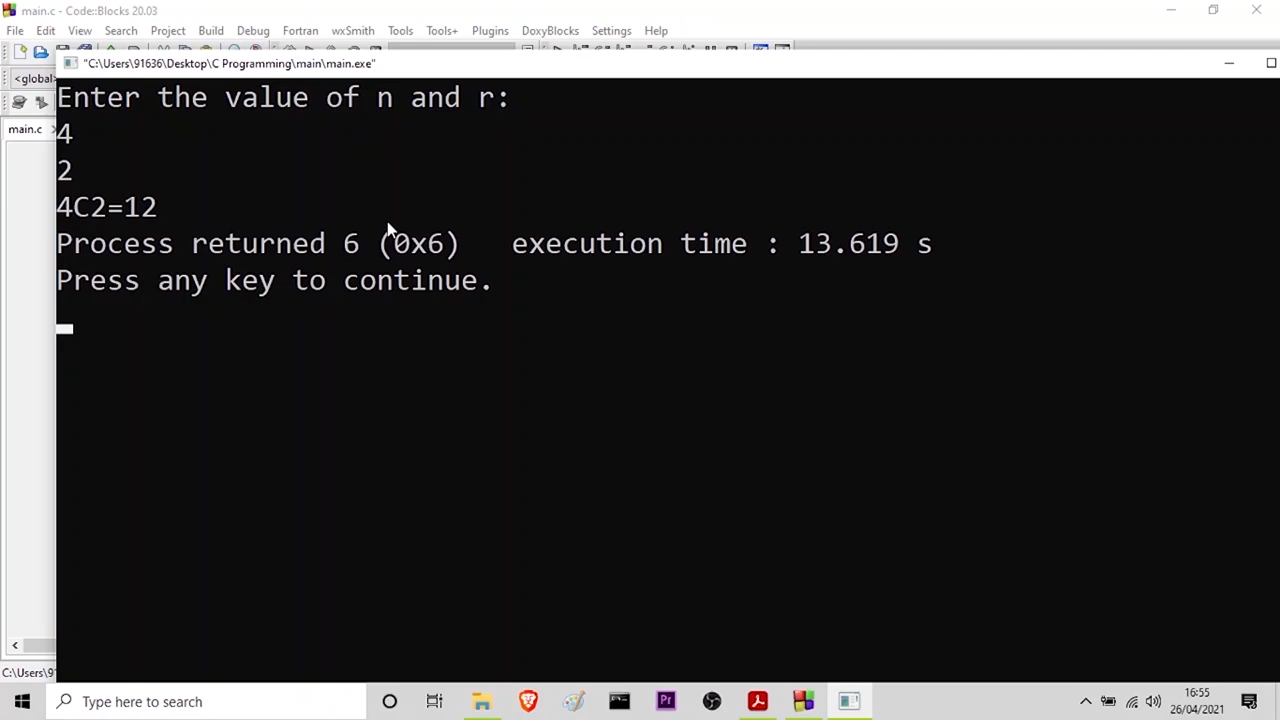 main.c - Code::Blocks 20.03
File Edit View Search Project Build Debug Fortran wxSmith Tools Tools+ Plugins DoxyBlocks Settings Help
"C:\Users\91636\Desktop\C Programming\main\main.exe"
<global>
main.c
Enter the value of n and r:
4
2
4C2=12
Process returned 6 (0x6)   execution time : 13.619 s
Press any key to continue.
C:\Users\91
Type here to search
Pr
16:55
26/04/2021